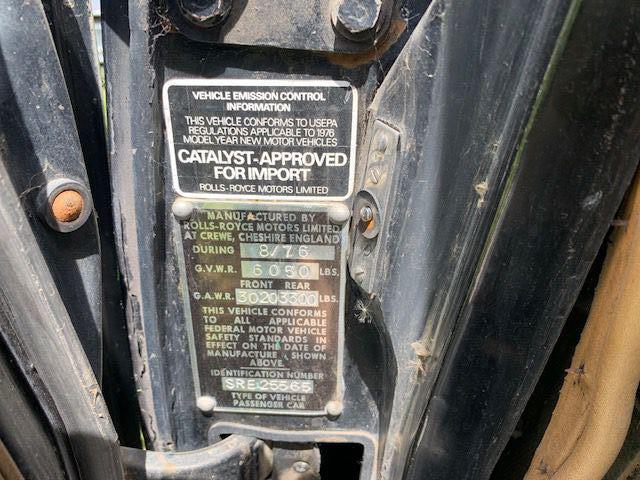 VEHICLE EMISSION CONTROL
INFORMATION
THIS VEHICLE CONFORMS TO USEPA
REGULATIONS APPLICABLE TO 1976
MODEL YEAR NEW MOTOR VEHICLES
CATALYST-APPROVED
FOR IMPORT
ROLLS-ROYCE MOTORS LIMITED
MANUFACTURED BY
ROLLS-ROYCE MOTORS LIMITED
AT CREWE, CHESHIRE ENGLAND
DURING 8/76
G.V.W.R. 6050 LBS.
FRONT REAR
G.A.W.R. 3020 3300 LBS.
THIS VEHICLE CONFORMS
TO ALL APPLICABLE
FEDERAL MOTOR VEHICLE
SAFETY STANDARDS IN
EFFECT ON THE DATE OF
MANUFACTURE SHOWN
ABOVE
IDENTIFICATION NUMBER
SRE25565
TYPE OF VEHICLE
PASSENGER CAR